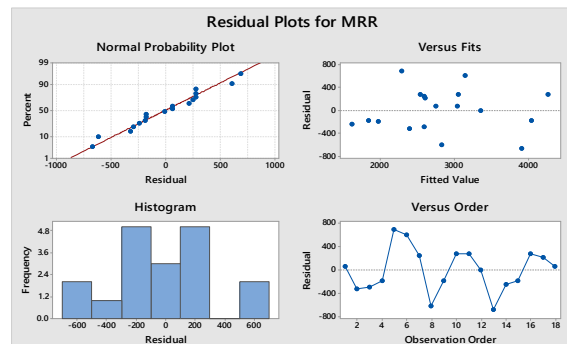 Residual Plots for MRR
Normal Probability Plot
Percent
99
90
50
10
1
-1000 -500 0 500 1000
Residual
Versus Fits
Residual
800
400
0
-400
-800
2000 3000 4000
Fitted Value
Histogram
Frequency
4.8
3.6
2.4
1.2
0.0
-600 -400 -200 0 200 400 600
Residual
Versus Order
Residual
800
400
0
-400
-800
2 4 6 8 10 12 14 16 18
Observation Order